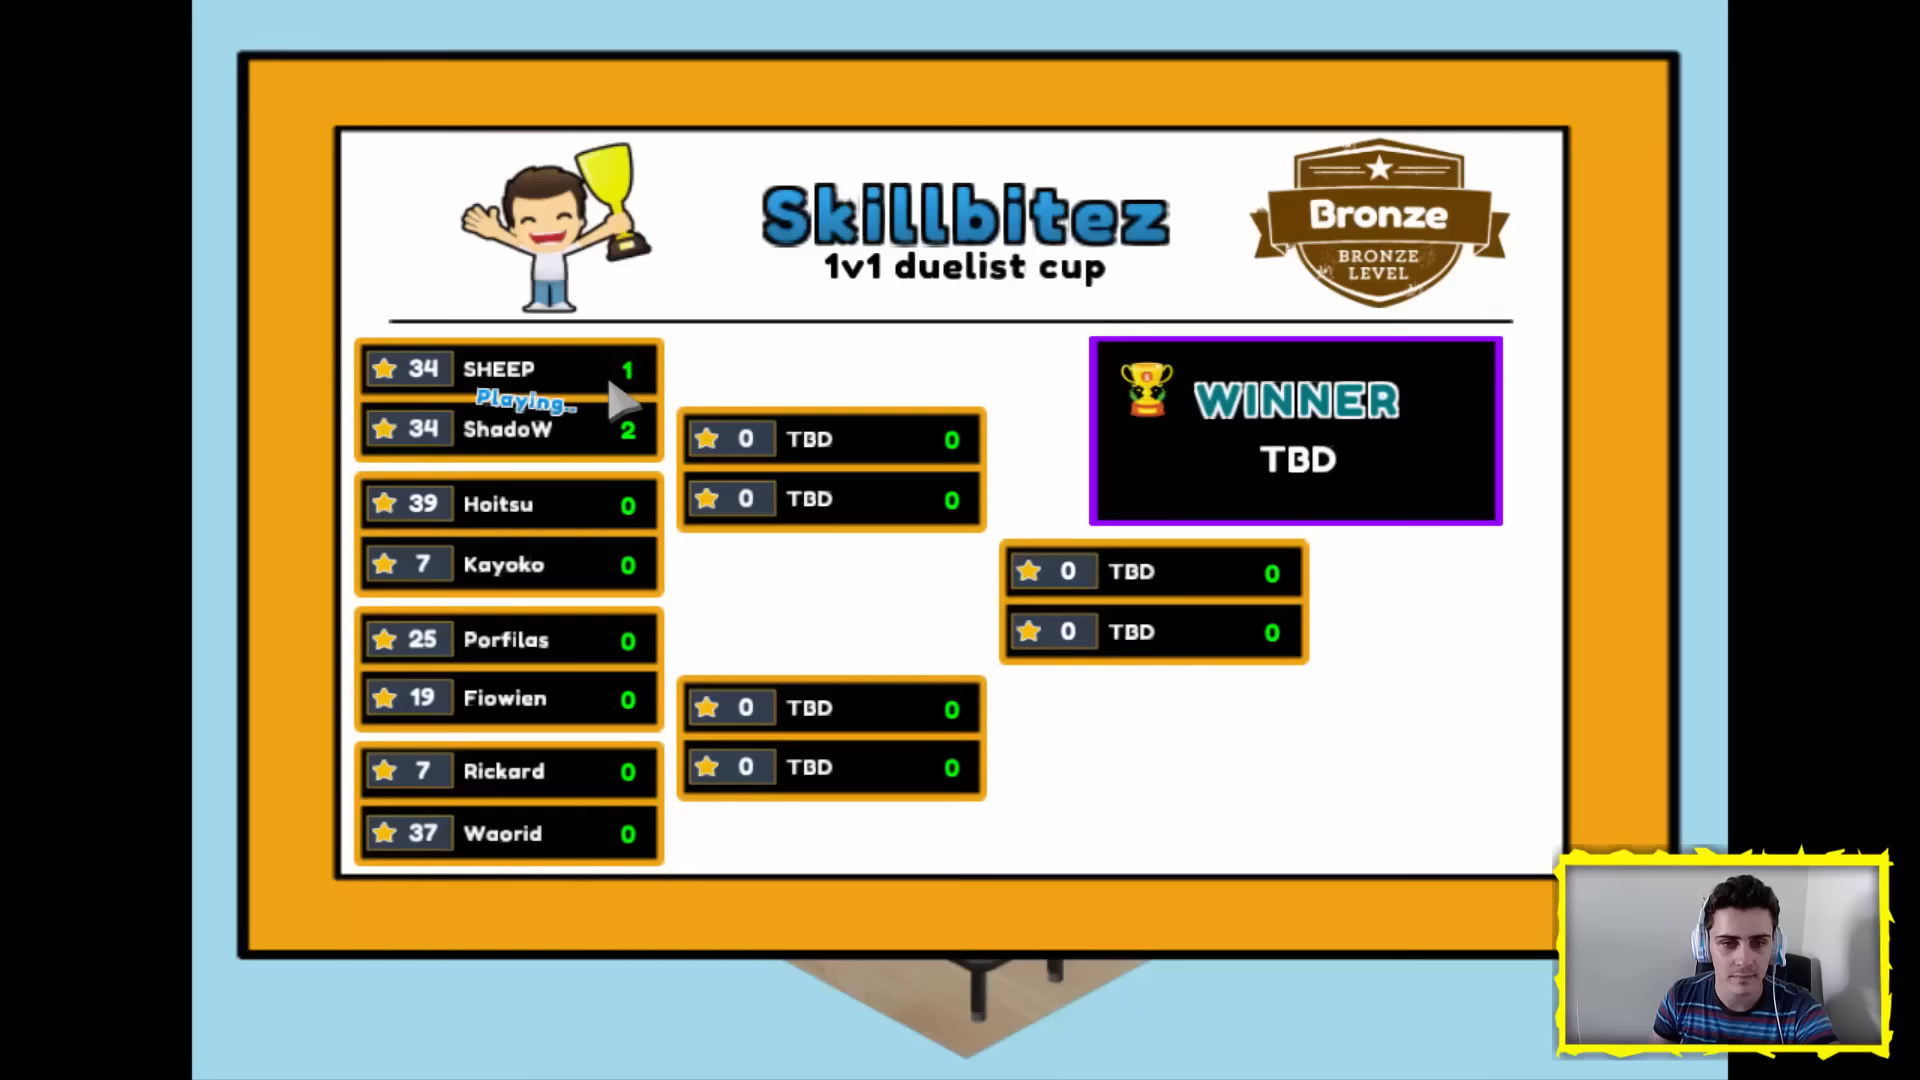 Skillbitez
1v1 duelist cup
Bronze
BRONZE
LEVEL
34 SHEEP 1
Playing...
34 ShadoW 2
39 Hoitsu 0
7 Kayoko 0
25 Porfilas 0
19 Fiowien 0
7 Rickard 0
37 Waorid 0
0 TBD 0
0 TBD 0
0 TBD 0
0 TBD 0
0 TBD 0
0 TBD 0
WINNER
TBD